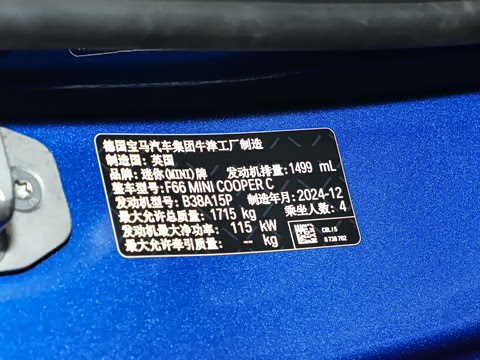 德国宝马汽车集团牛津工厂制造
制造国: 英国
品牌: 迷你(MINI)牌 发动机排量: 1499 mL
整车型号: F66 MINI COOPER C
发动机型号: B38A15P 制造年月: 2024-12
最大允许总质量: 1715 kg 乘坐人数: 4
发动机最大净功率: 115 kW
最大允许牵引质量: -- kg
CBL/S
8 736 762